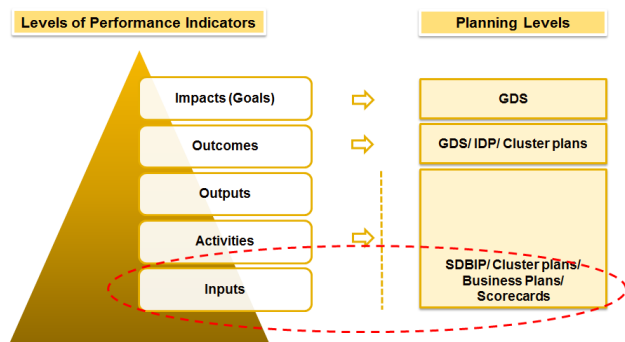 Levels of Performance Indicators
Planning Levels
Impacts (Goals)
GDS
Outcomes
GDS/ IDP/ Cluster plans
Outputs
Activities
Inputs
SDBIP/ Cluster plans/
Business Plans/
Scorecards